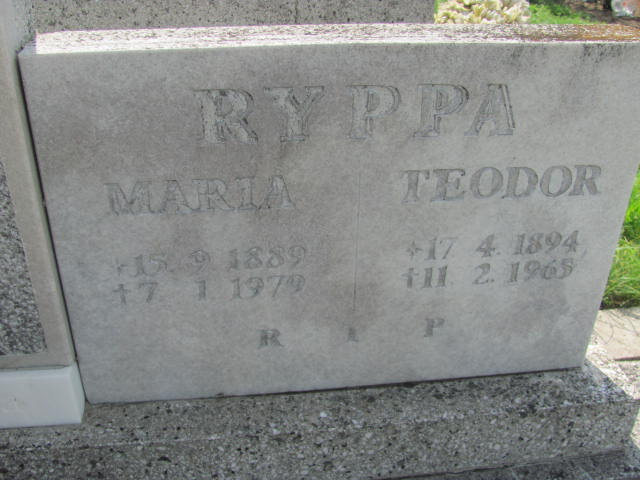 RYPPA
MARIA TEODOR
*15 9 1889 *17 4. 1894
†7 1. 1979 †11. 2. 1965
R I P